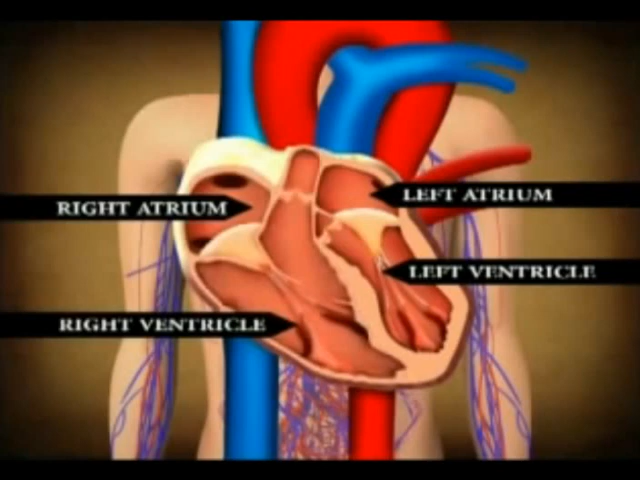 LEFT ATRIUM
RIGHT ATRIUM
LEFT VENTRICLE
RIGHT VENTRICLE